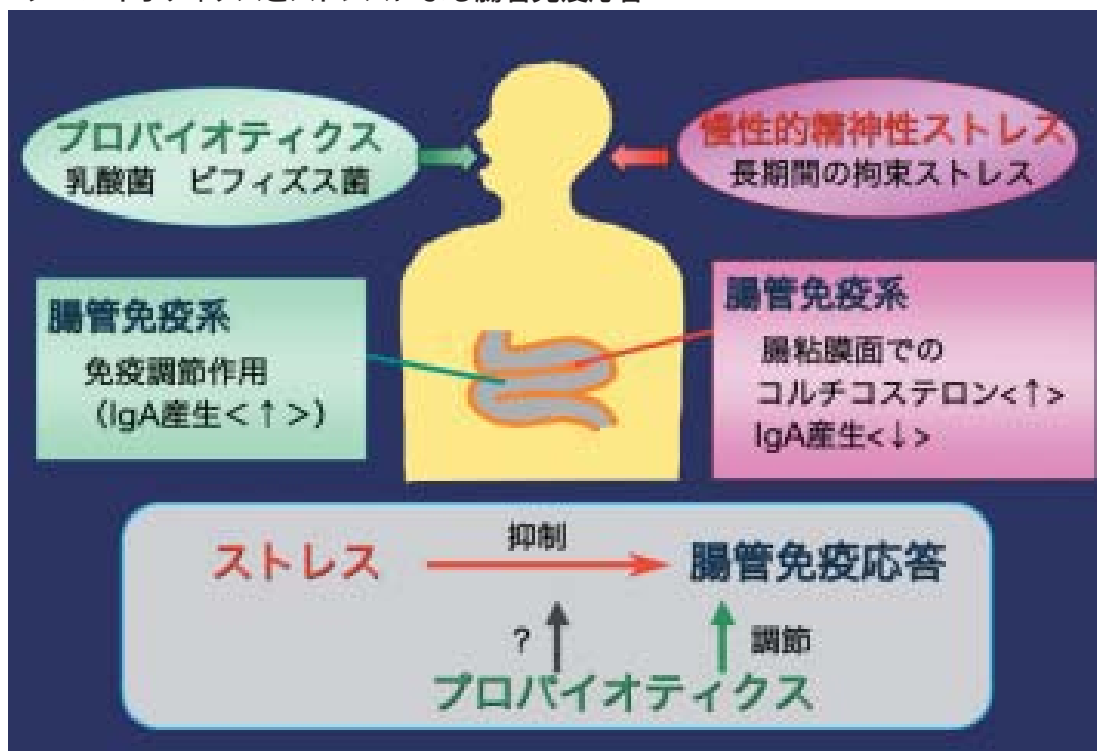 プロバイオティクス
乳酸菌 ビフィズス菌
慢性的精神性ストレス
長期間の拘束ストレス
腸管免疫系
免疫調節作用
(IgA産生<↑>)
腸管免疫系
腸粘膜面での
コルチコステロン<↑>
IgA産生<↓>
ストレス
抑制
腸管免疫応答
?
調節
プロバイオティクス